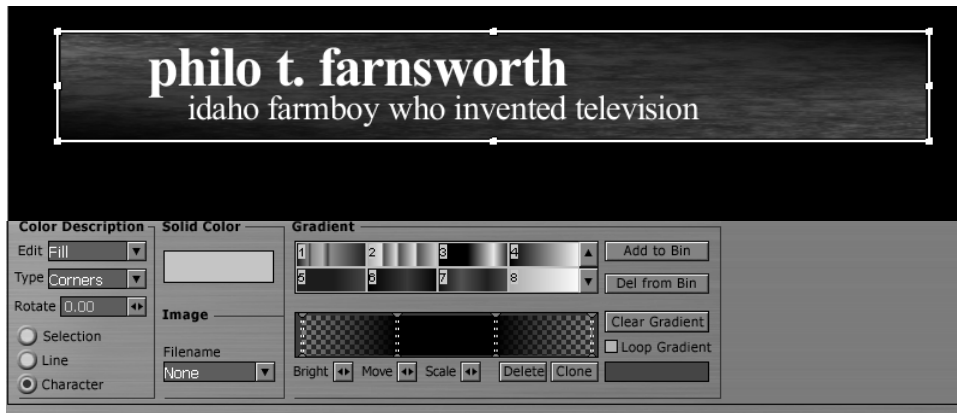 philo t. farnsworth
idaho farmboy who invented television
Color Description Solid Color Gradient
Edit Fill
1 2 3 4
Add to Bin
Type Corners
5 6 7 8
Del from Bin
Rotate 0.00
Image
Clear Gradient
Selection
Loop Gradient
Line
Filename
None
Bright Move Scale Delete Clone
Character